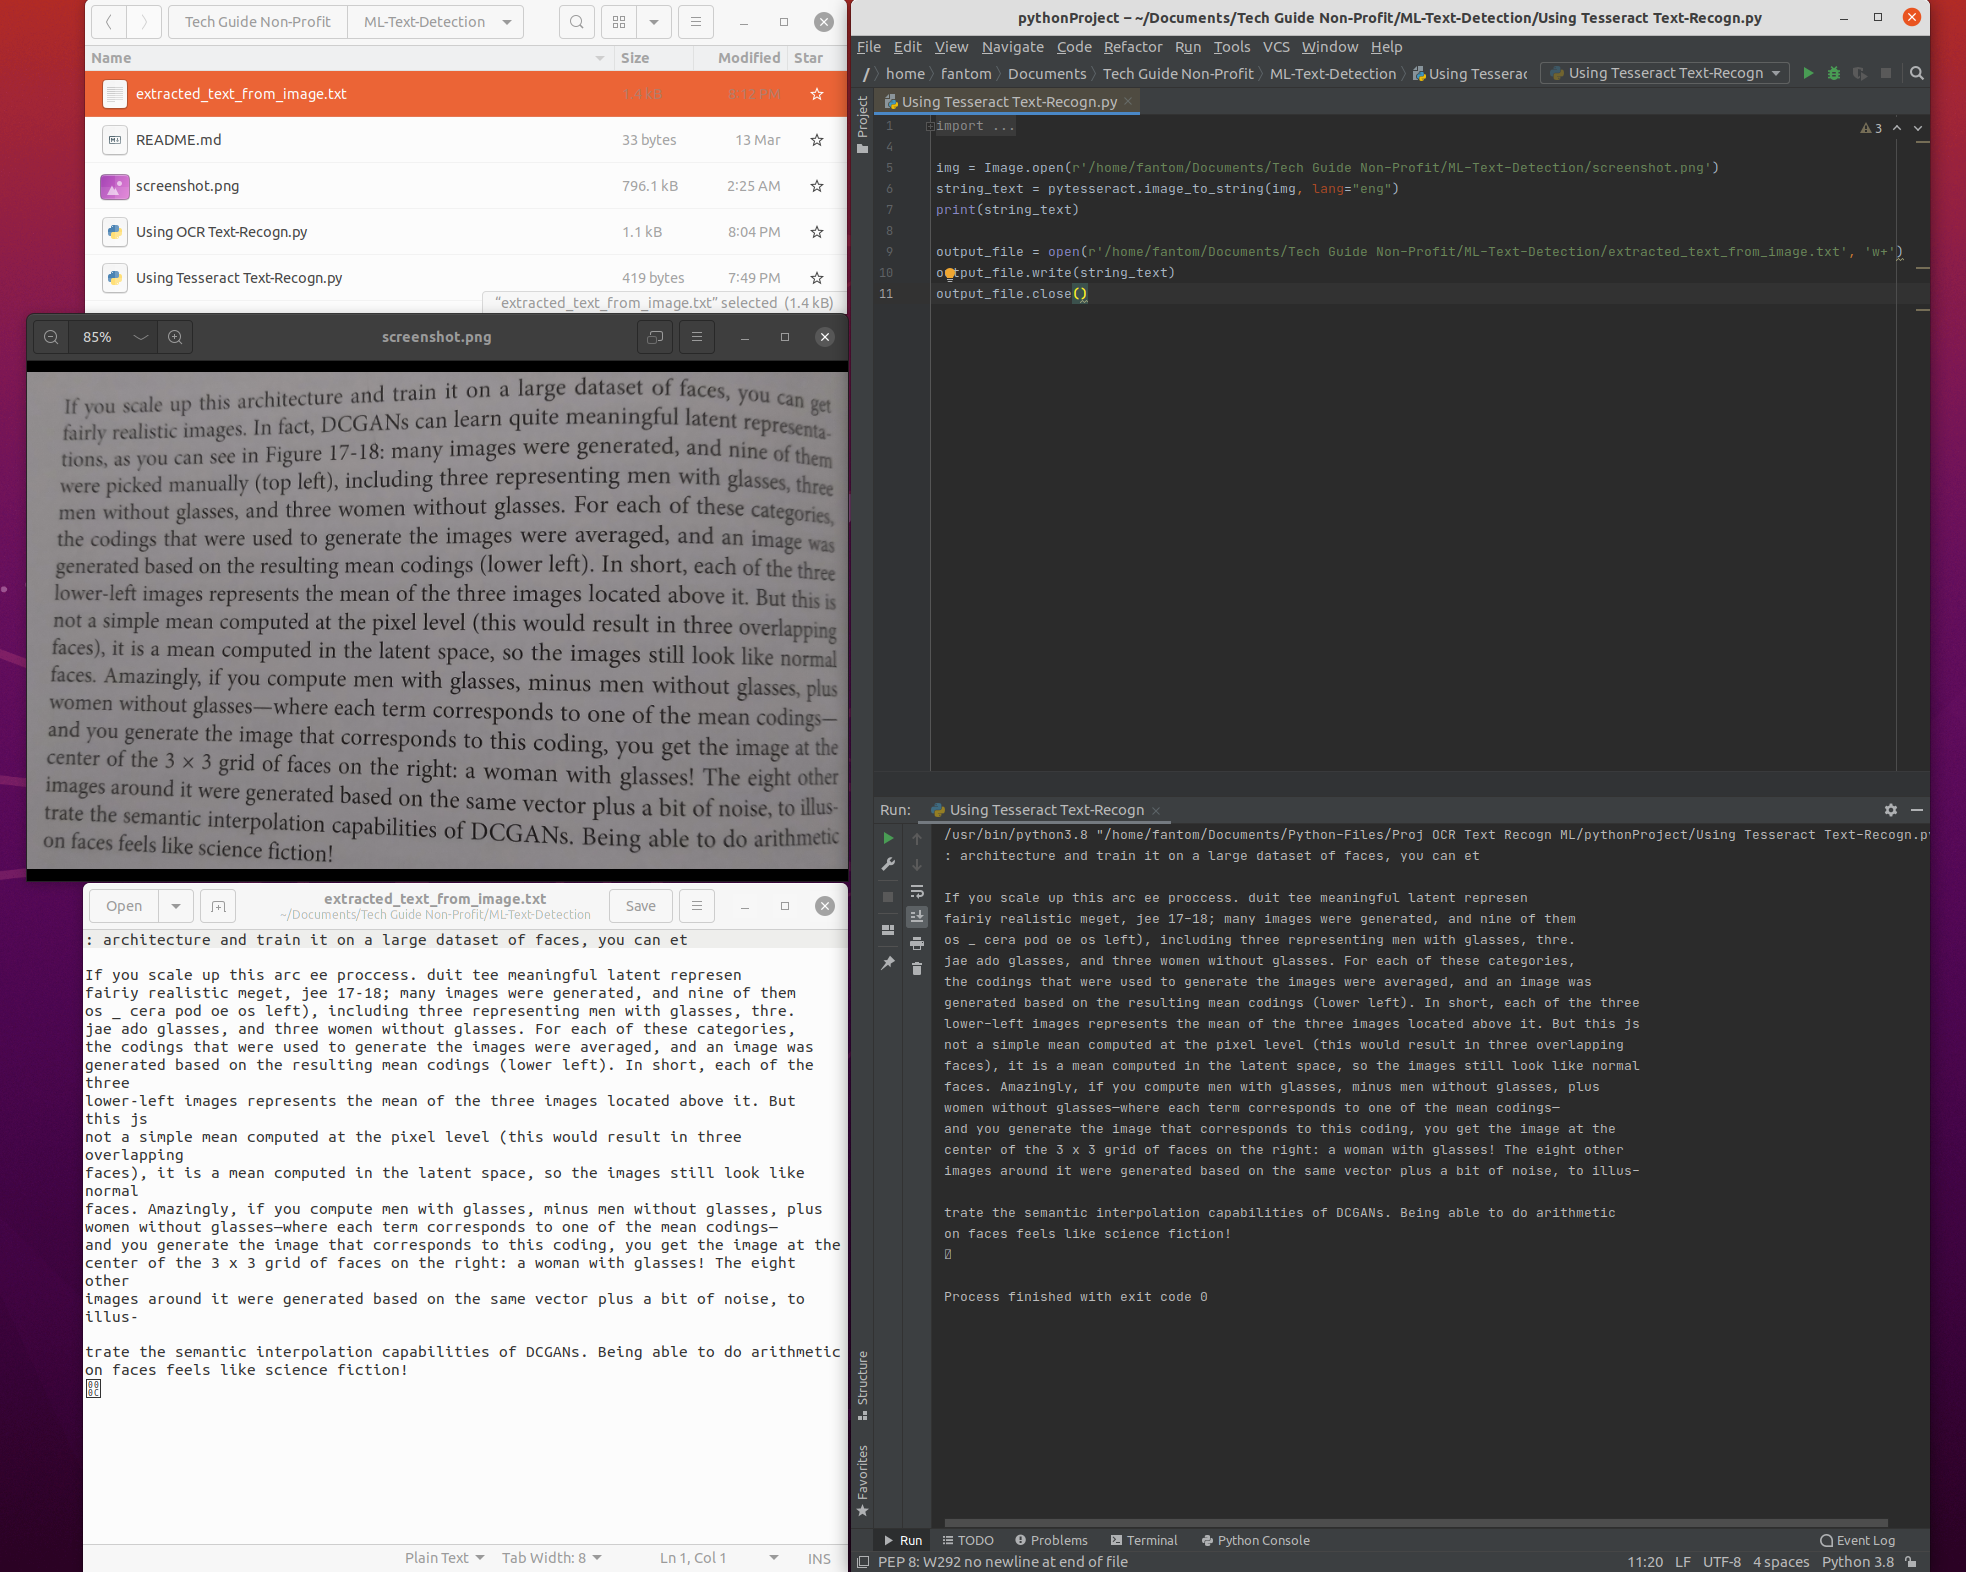 Tech Guide Non-Profit
ML-Text-Detection
Name
Size
Modified
Star
extracted_text_from_image.txt
1.4 kB
8:12 PM
README.md
33 bytes
13 Mar
screenshot.png
796.1 kB
2:25 AM
Using OCR Text-Recogn.py
1.1 kB
8:04 PM
Using Tesseract Text-Recogn.py
419 bytes
7:49 PM
“extracted_text_from_image.txt” selected (1.4 kB)
85%
screenshot.png
If you scale up this architecture and train it on a large dataset of faces, you can get
fairly realistic images. In fact, DCGANs can learn quite meaningful latent representa-
tions, as you can see in Figure 17-18: many images were generated, and nine of them
were picked manually (top left), including three representing men with glasses, three
men without glasses, and three women without glasses. For each of these categories,
the codings that were used to generate the images were averaged, and an image was
generated based on the resulting mean codings (lower left). In short, each of the three
lower-left images represents the mean of the three images located above it. But this is
not a simple mean computed at the pixel level (this would result in three overlapping
faces), it is a mean computed in the latent space, so the images still look like normal
faces. Amazingly, if you compute men with glasses, minus men without glasses, plus
women without glasses—where each term corresponds to one of the mean codings—
and you generate the image that corresponds to this coding, you get the image at the
center of the 3 × 3 grid of faces on the right: a woman with glasses! The eight other
images around it were generated based on the same vector plus a bit of noise, to illus-
trate the semantic interpolation capabilities of DCGANs. Being able to do arithmetic
on faces feels like science fiction!
Open
extracted_text_from_image.txt
~/Documents/Tech Guide Non-Profit/ML-Text-Detection
Save
: architecture and train it on a large dataset of faces, you can et
If you scale up this arc ee proccess. duit tee meaningful latent represen
fairiy realistic meget, jee 17-18; many images were generated, and nine of them
os _ cera pod oe os left), including three representing men with glasses, thre.
jae ado glasses, and three women without glasses. For each of these categories,
the codings that were used to generate the images were averaged, and an image was
generated based on the resulting mean codings (lower left). In short, each of the
three
lower-left images represents the mean of the three images located above it. But
this js
not a simple mean computed at the pixel level (this would result in three
overlapping
faces), it is a mean computed in the latent space, so the images still look like
normal
faces. Amazingly, if you compute men with glasses, minus men without glasses, plus
women without glasses—where each term corresponds to one of the mean codings—
and you generate the image that corresponds to this coding, you get the image at the
center of the 3 x 3 grid of faces on the right: a woman with glasses! The eight
other
images around it were generated based on the same vector plus a bit of noise, to
illus-
trate the semantic interpolation capabilities of DCGANs. Being able to do arithmetic
on faces feels like science fiction!
Plain Text
Tab Width: 8
Ln 1, Col 1
INS
pythonProject – ~/Documents/Tech Guide Non-Profit/ML-Text-Detection/Using Tesseract Text-Recogn.py
File Edit View Navigate Code Refactor Run Tools VCS Window Help
/ home fantom Documents Tech Guide Non-Profit ML-Text-Detection Using Tesserac
Using Tesseract Text-Recogn
Project
Using Tesseract Text-Recogn.py
3
1 import ...
4
5 img = Image.open(r'/home/fantom/Documents/Tech Guide Non-Profit/ML-Text-Detection/screenshot.png')
6 string_text = pytesseract.image_to_string(img, lang="eng")
7 print(string_text)
8
9 output_file = open(r'/home/fantom/Documents/Tech Guide Non-Profit/ML-Text-Detection/extracted_text_from_image.txt', 'w+')
10 output_file.write(string_text)
11 output_file.close()
Run:
Using Tesseract Text-Recogn
/usr/bin/python3.8 "/home/fantom/Documents/Python-Files/Proj OCR Text Recogn ML/pythonProject/Using Tesseract Text-Recogn.py
: architecture and train it on a large dataset of faces, you can et
If you scale up this arc ee proccess. duit tee meaningful latent represen
fairiy realistic meget, jee 17-18; many images were generated, and nine of them
os _ cera pod oe os left), including three representing men with glasses, thre.
jae ado glasses, and three women without glasses. For each of these categories,
the codings that were used to generate the images were averaged, and an image was
generated based on the resulting mean codings (lower left). In short, each of the three
lower-left images represents the mean of the three images located above it. But this js
not a simple mean computed at the pixel level (this would result in three overlapping
faces), it is a mean computed in the latent space, so the images still look like normal
faces. Amazingly, if you compute men with glasses, minus men without glasses, plus
women without glasses—where each term corresponds to one of the mean codings—
and you generate the image that corresponds to this coding, you get the image at the
center of the 3 x 3 grid of faces on the right: a woman with glasses! The eight other
images around it were generated based on the same vector plus a bit of noise, to illus-
trate the semantic interpolation capabilities of DCGANs. Being able to do arithmetic
on faces feels like science fiction!
Process finished with exit code 0
Structure
Favorites
Run TODO Problems Terminal Python Console
Event Log
PEP 8: W292 no newline at end of file
11:20 LF UTF-8 4 spaces Python 3.8